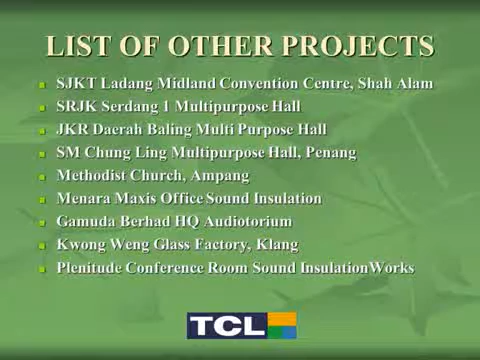 LIST OF OTHER PROJECTS
SJKT Ladang Midland Convention Centre, Shah Alam
SRJK Serdang 1 Multipurpose Hall
JKR Daerah Baling Multi Purpose Hall
SM Chung Ling Multipurpose Hall, Penang
Methodist Church, Ampang
Menara Maxis Office Sound Insulation
Gamuda Berhad HQ Audiotorium
Kwong Weng Glass Factory, Klang
Plenitude Conference Room Sound InsulationWorks
TCL